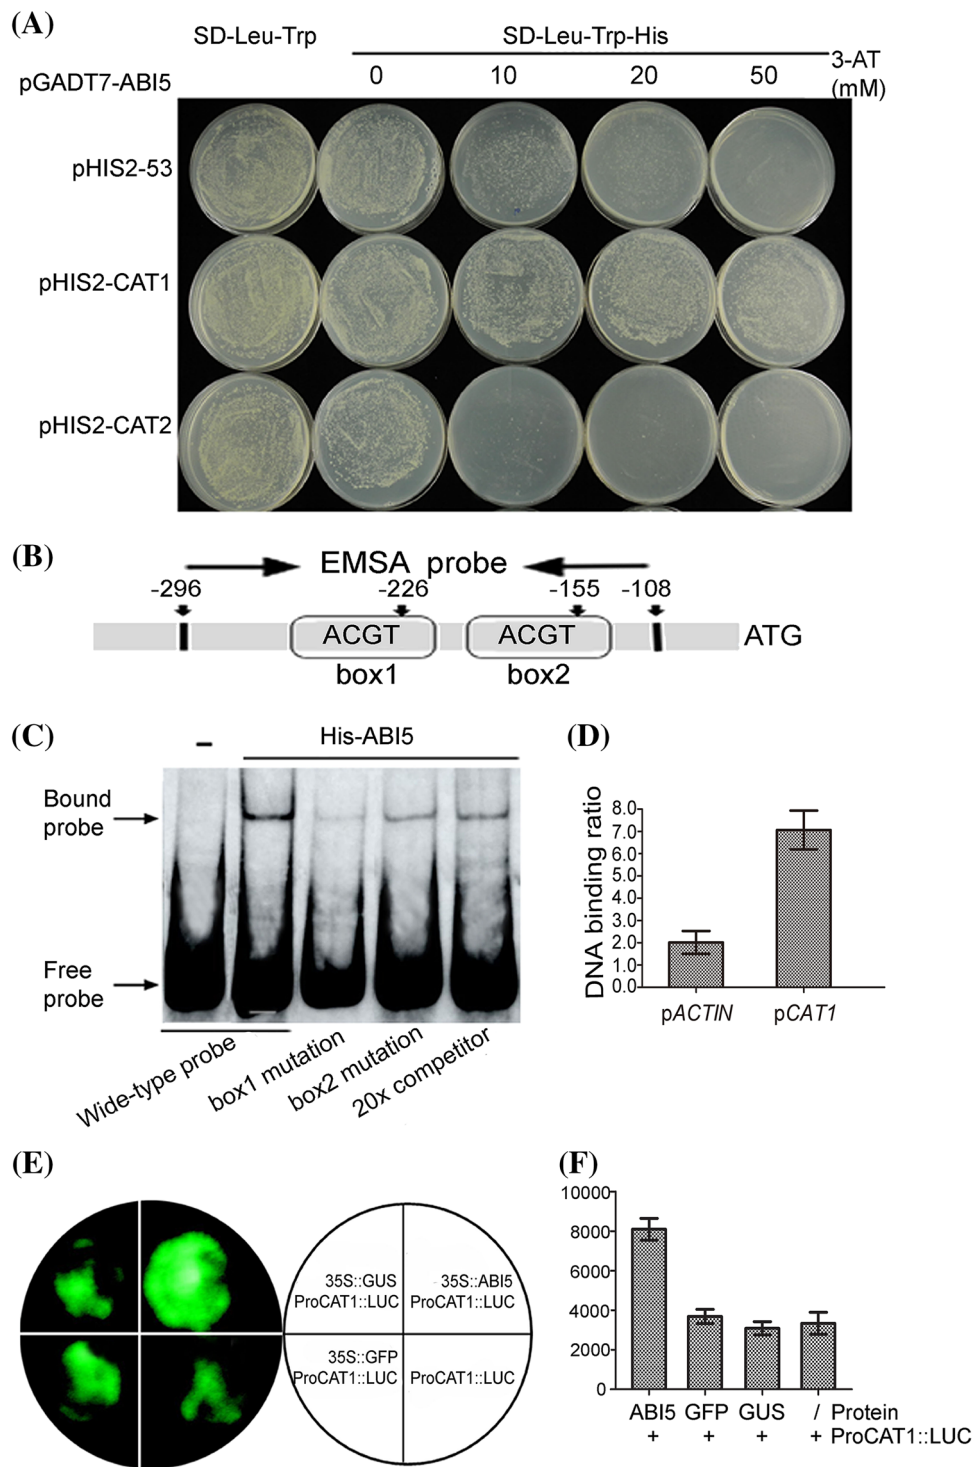 (A)
SD-Leu-Trp
SD-Leu-Trp-His
pGADT7-ABI5
0 10 20 50
3-AT
(mM)
pHIS2-53
pHIS2-CAT1
pHIS2-CAT2
(B)
EMSA probe
-296 -226 -155 -108
ACGT ACGT ATG
box1 box2
(C)
– His-ABI5
Bound
probe
Free
probe
Wide-type probe
box1 mutation
box2 mutation
20x competitor
(D)
DNA binding ratio
8.0
7.0
6.0
5.0
4.0
3.0
2.0
1.0
0.0
pACTIN pCAT1
(E)
35S::GUS
ProCAT1::LUC
35S::ABI5
ProCAT1::LUC
35S::GFP
ProCAT1::LUC
ProCAT1::LUC
(F)
10000
8000
6000
4000
2000
0
ABI5 GFP GUS / Protein
+ + + + ProCAT1::LUC